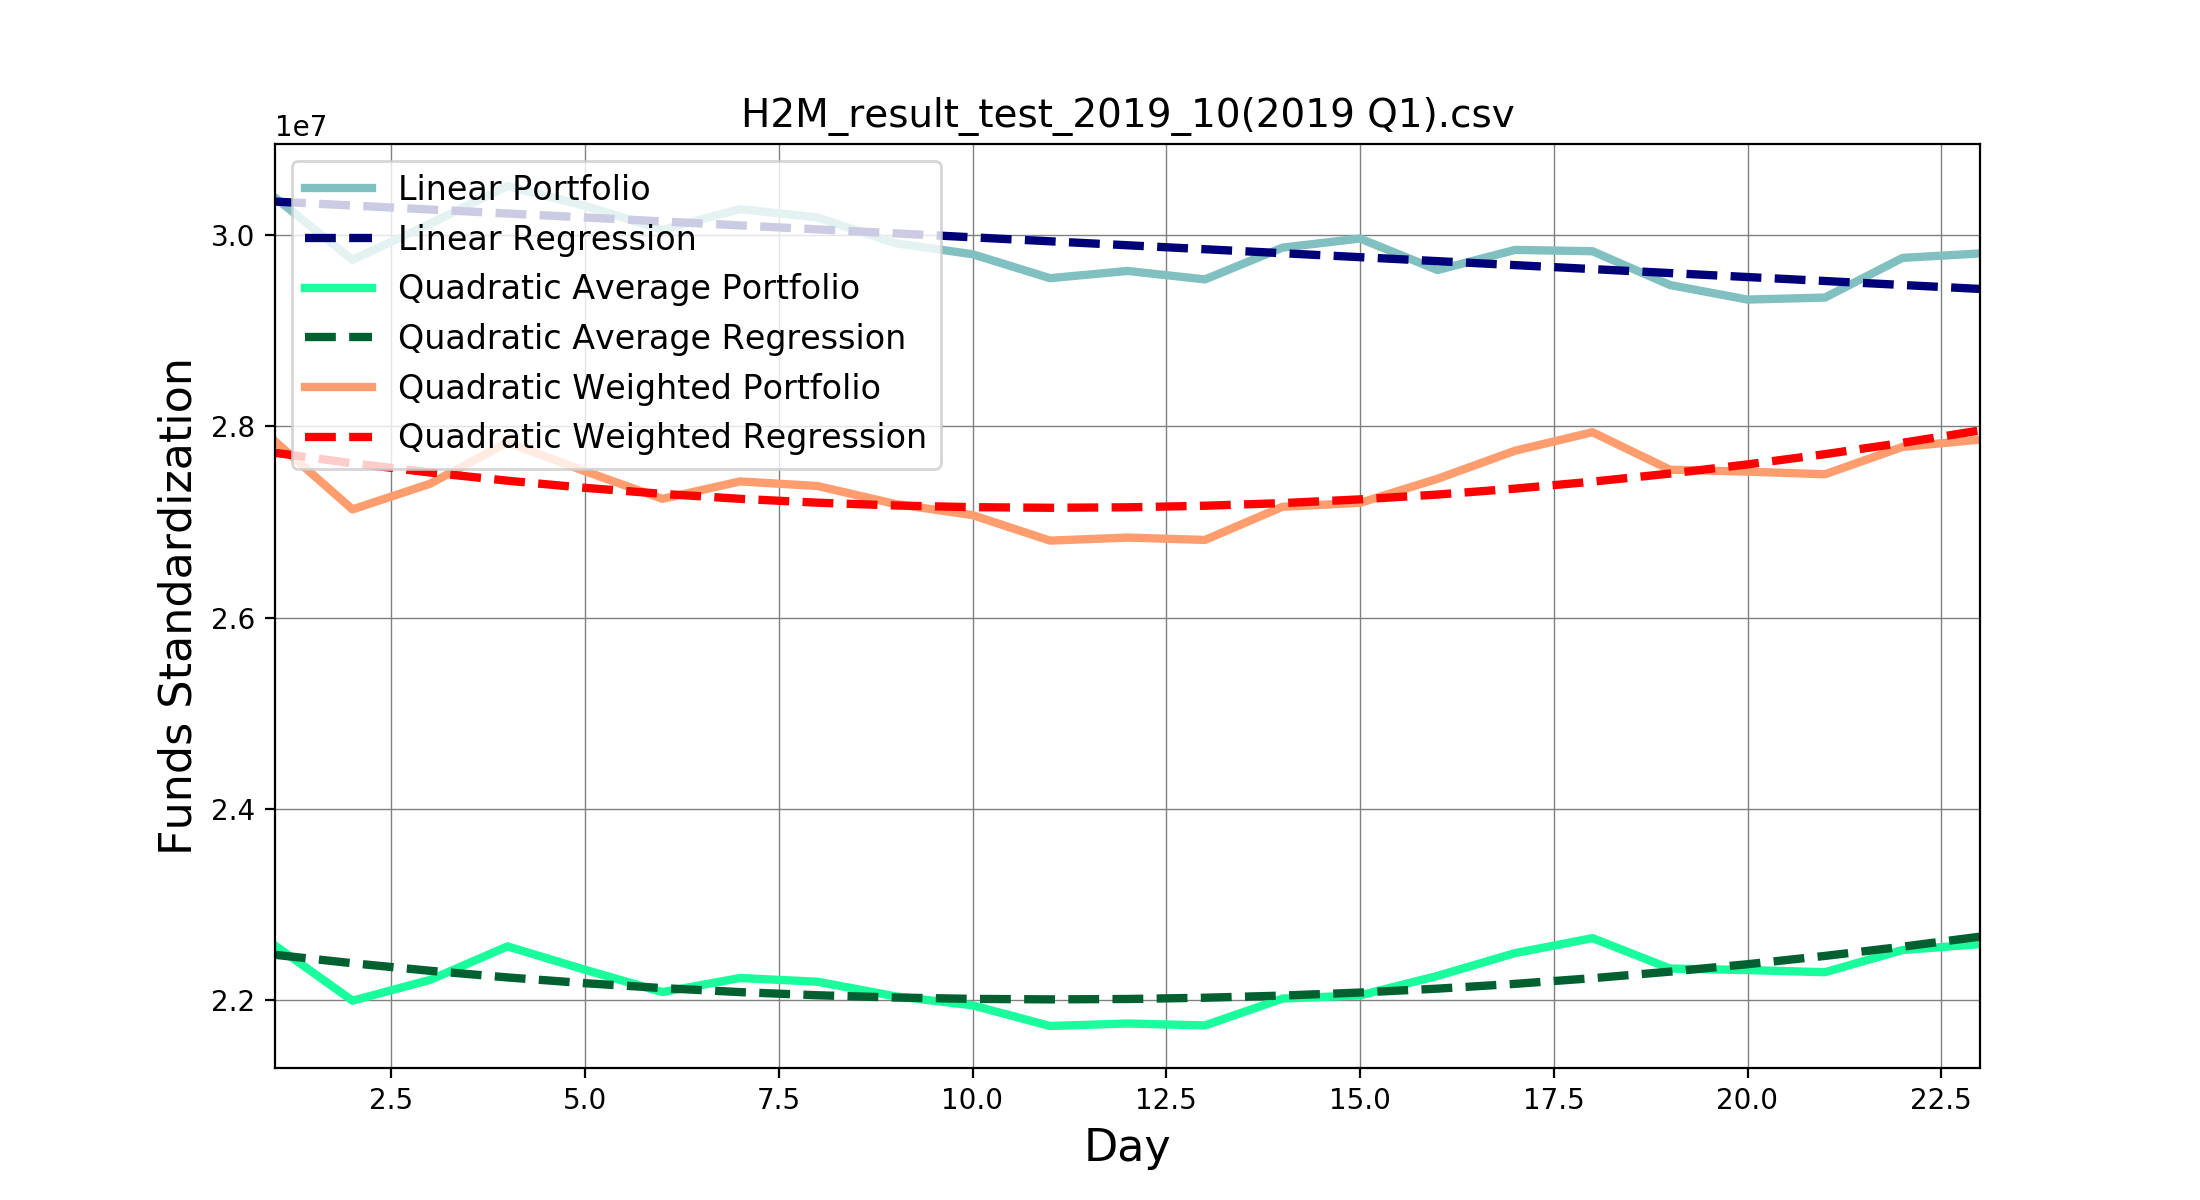 H2M_result_test_2019_10(2019 Q1).csv
1e7
Linear Portfolio
Linear Regression
Quadratic Average Portfolio
Quadratic Average Regression
Quadratic Weighted Portfolio
Quadratic Weighted Regression
3.0
2.8
2.6
2.4
2.2
Funds Standardization
2.5
5.0
7.5
10.0
12.5
15.0
17.5
20.0
22.5
Day